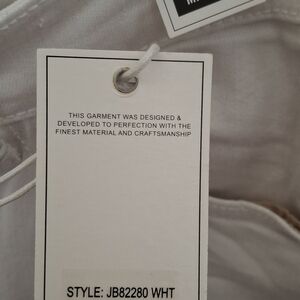 THIS GARMENT WAS DESIGNED &
DEVELOPED TO PERFECTION WITH THE
FINEST MATERIAL AND CRAFTSMANSHIP
STYLE: JB82280 WHT